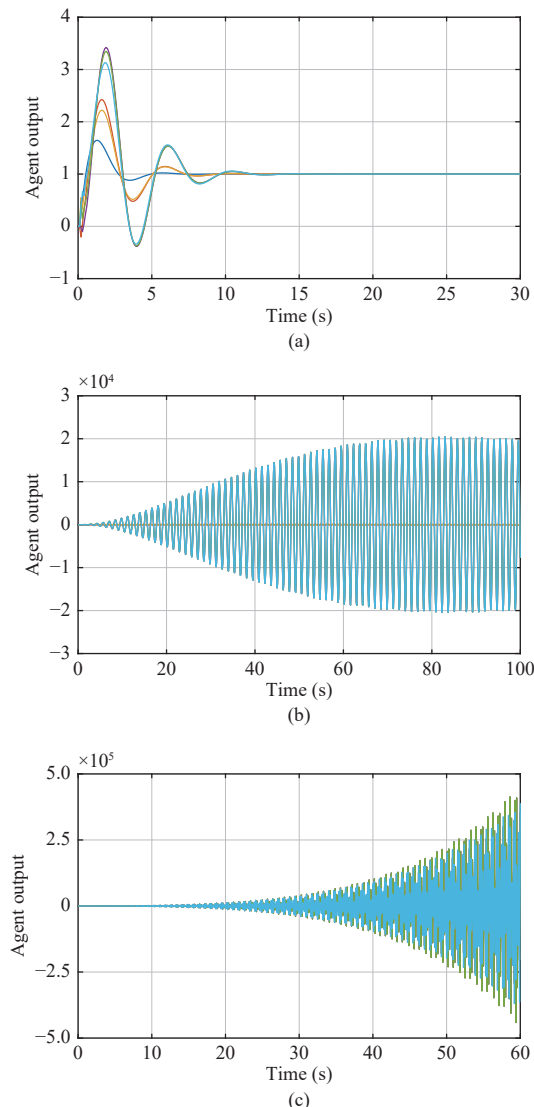 4
3
2
1
0
−1
Agent output
0 5 10 15 20 25 30
Time (s)
(a)
×10⁴
3
2
1
0
−1
−2
−3
Agent output
0 20 40 60 80 100
Time (s)
(b)
×10⁵
5.0
2.5
0
−2.5
−5.0
Agent output
0 10 20 30 40 50 60
Time (s)
(c)